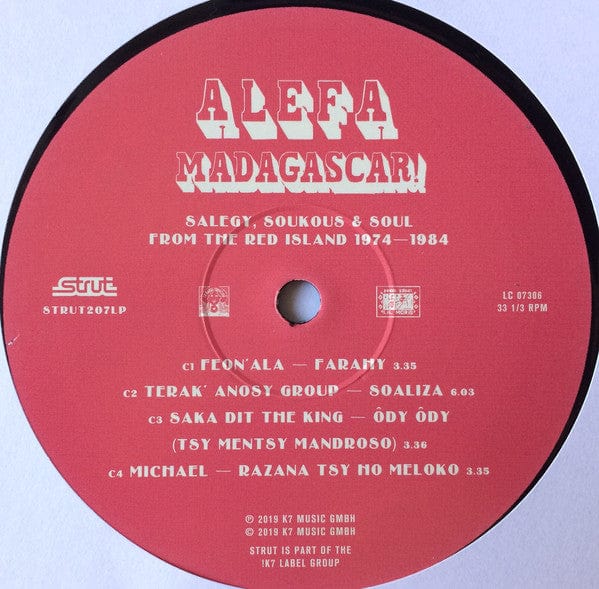 ALEFA
MADAGASCAR!
SALEGY, SOUKOUS & SOUL
FROM THE RED ISLAND 1974—1984
Strut
STRUT207LP
LC 07306
33 1/3 RPM
C1 FEON'ALA — FARAHY 3.35
C2 TERAK' ANOSY GROUP — SOALIZA 6.03
C3 SAKA DIT THE KING — ÔDY ÔDY
(TSY MENTSY MANDROSO) 3.36
C4 MICHAEL — RAZANA TSY HO MELOKO 3.35
℗ 2019 K7 MUSIC GMBH
© 2019 K7 MUSIC GMBH
STRUT IS PART OF THE
!K7 LABEL GROUP